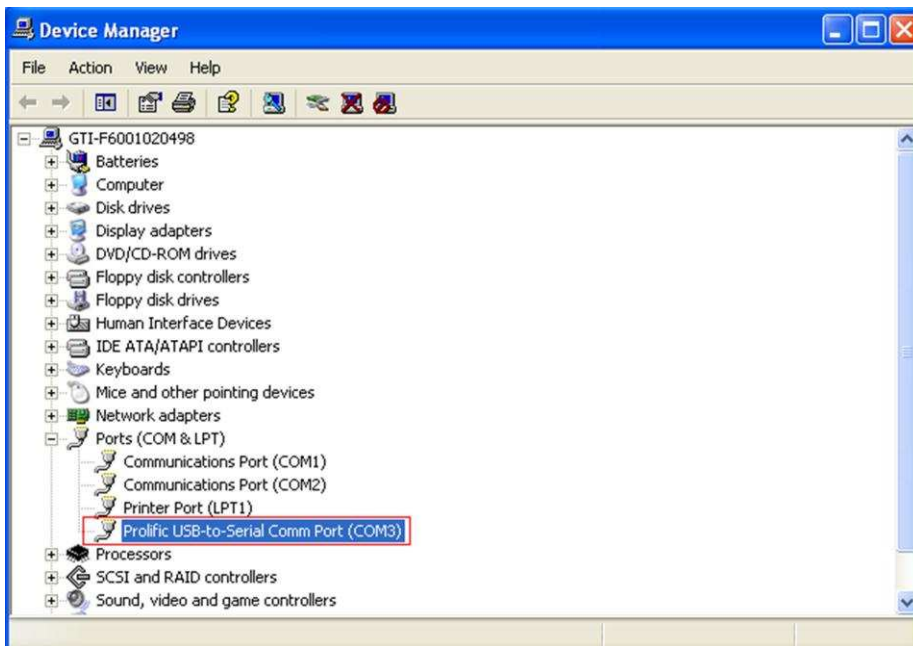 Device Manager
File Action View Help
GTI-F6001020498
Batteries
Computer
Disk drives
Display adapters
DVD/CD-ROM drives
Floppy disk controllers
Floppy disk drives
Human Interface Devices
IDE ATA/ATAPI controllers
Keyboards
Mice and other pointing devices
Network adapters
Ports (COM & LPT)
Communications Port (COM1)
Communications Port (COM2)
Printer Port (LPT1)
Prolific USB-to-Serial Comm Port (COM3)
Processors
SCSI and RAID controllers
Sound, video and game controllers